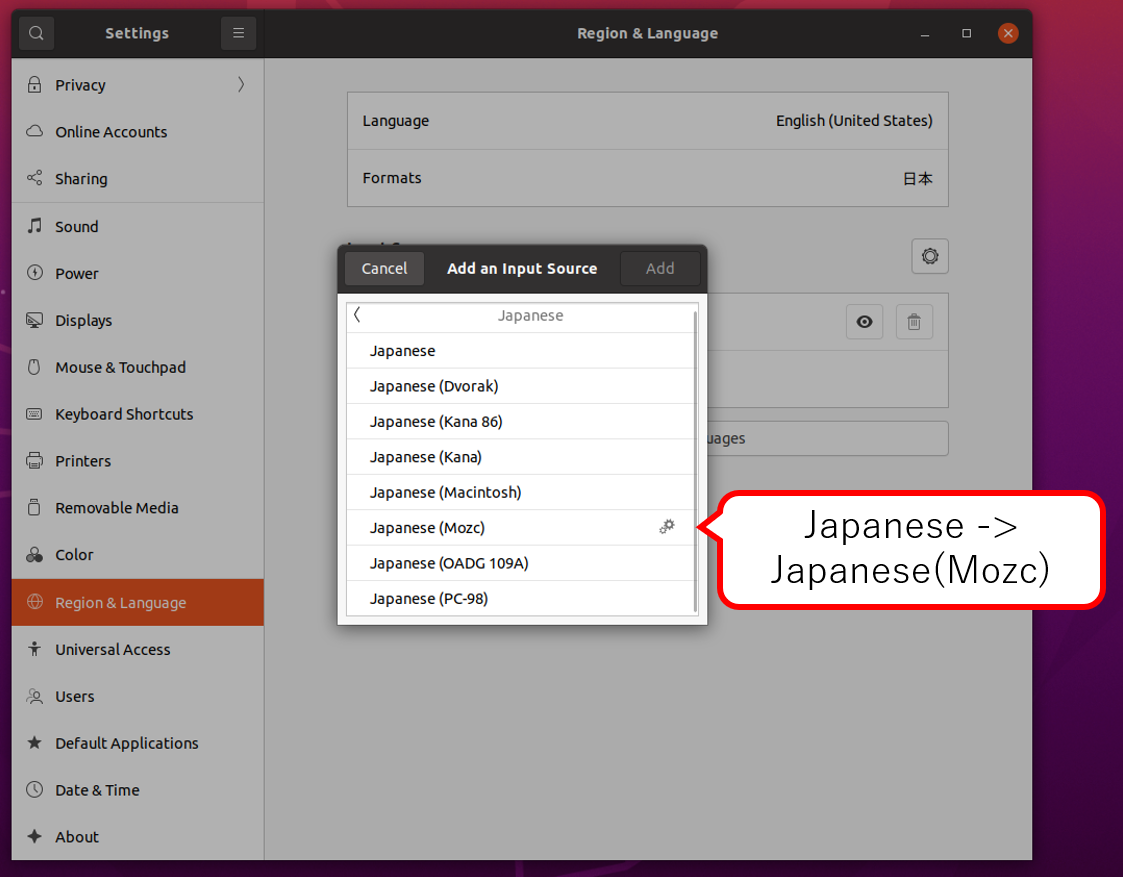 Settings
Region & Language
Privacy
Online Accounts
Sharing
Sound
Power
Displays
Mouse & Touchpad
Keyboard Shortcuts
Printers
Removable Media
Color
Region & Language
Universal Access
Users
Default Applications
Date & Time
About
Language English (United States)
Formats 日本
Cancel Add an Input Source Add
Japanese
Japanese
Japanese (Dvorak)
Japanese (Kana 86)
Japanese (Kana)
Japanese (Macintosh)
Japanese (Mozc)
Japanese (OADG 109A)
Japanese (PC-98)
Japanese ->
Japanese(Mozc)